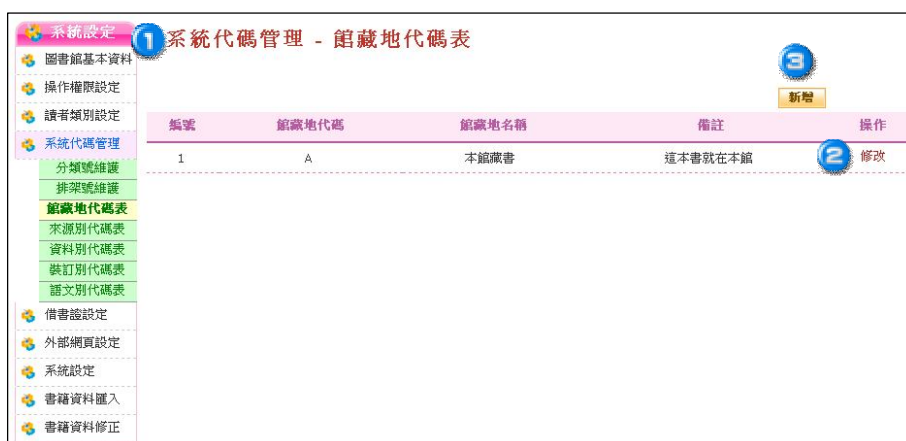 系統設定
圖書館基本資料
操作權限設定
讀者類別設定
系統代碼管理
分類號維護
排架號維護
館藏地代碼表
來源別代碼表
資料別代碼表
裝訂別代碼表
語文別代碼表
借書證設定
外部網頁設定
系統設定
書籍資料匯入
書籍資料修正
1 系統代碼管理 - 館藏地代碼表
3
新增
編號 館藏地代碼 館藏地名稱 備註 操作
1 A 本館藏書 這本書就在本館 2 修改